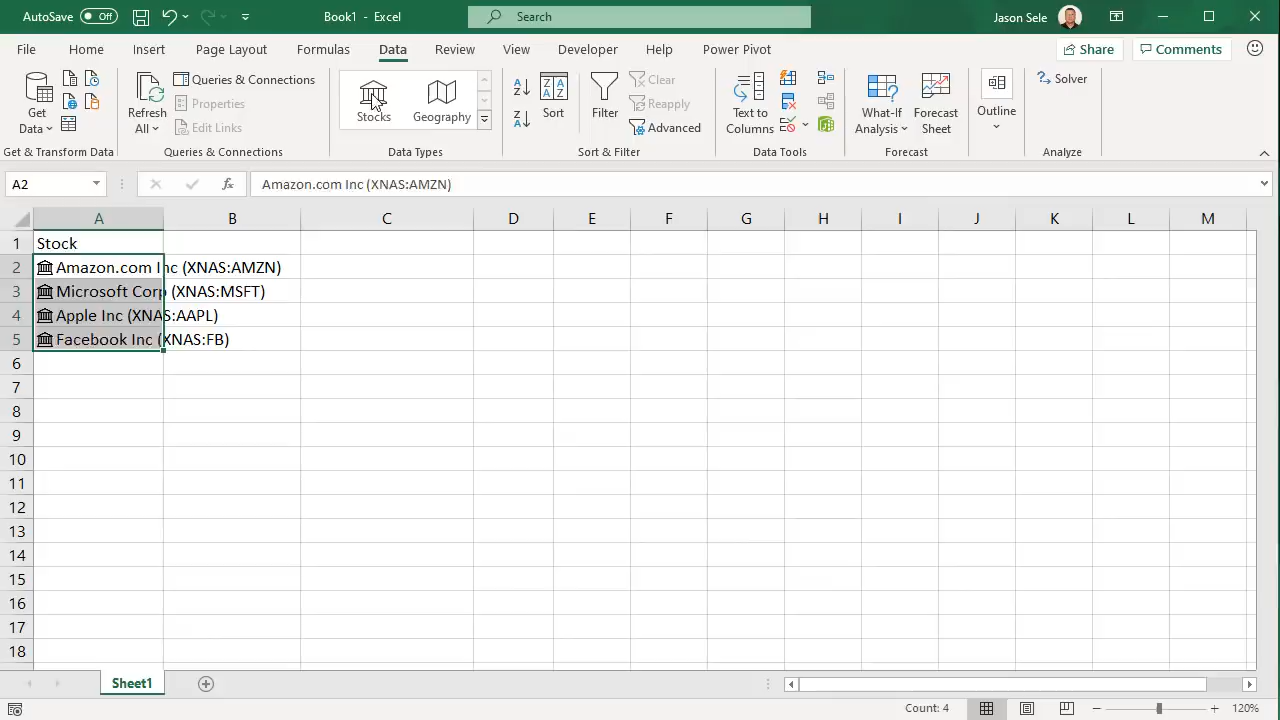 AutoSave Off Book1 - Excel Search Jason Sele
File Home Insert Page Layout Formulas Data Review View Developer Help Power Pivot Share Comments
Get Data
Refresh All
Queries & Connections
Properties
Edit Links
Stocks
Geography
Sort
Filter
Clear
Reapply
Advanced
Text to Columns
What-If Analysis
Forecast Sheet
Outline
Solver
Get & Transform Data Queries & Connections Data Types Sort & Filter Data Tools Forecast Analyze
A2 fx Amazon.com Inc (XNAS:AMZN)
A B C D E F G H I J K L M
1 Stock
2 Amazon.com Inc (XNAS:AMZN)
3 Microsoft Corp (XNAS:MSFT)
4 Apple Inc (XNAS:AAPL)
5 Facebook Inc (XNAS:FB)
6
7
8
9
10
11
12
13
14
15
16
17
18
Sheet1
Count: 4 120%